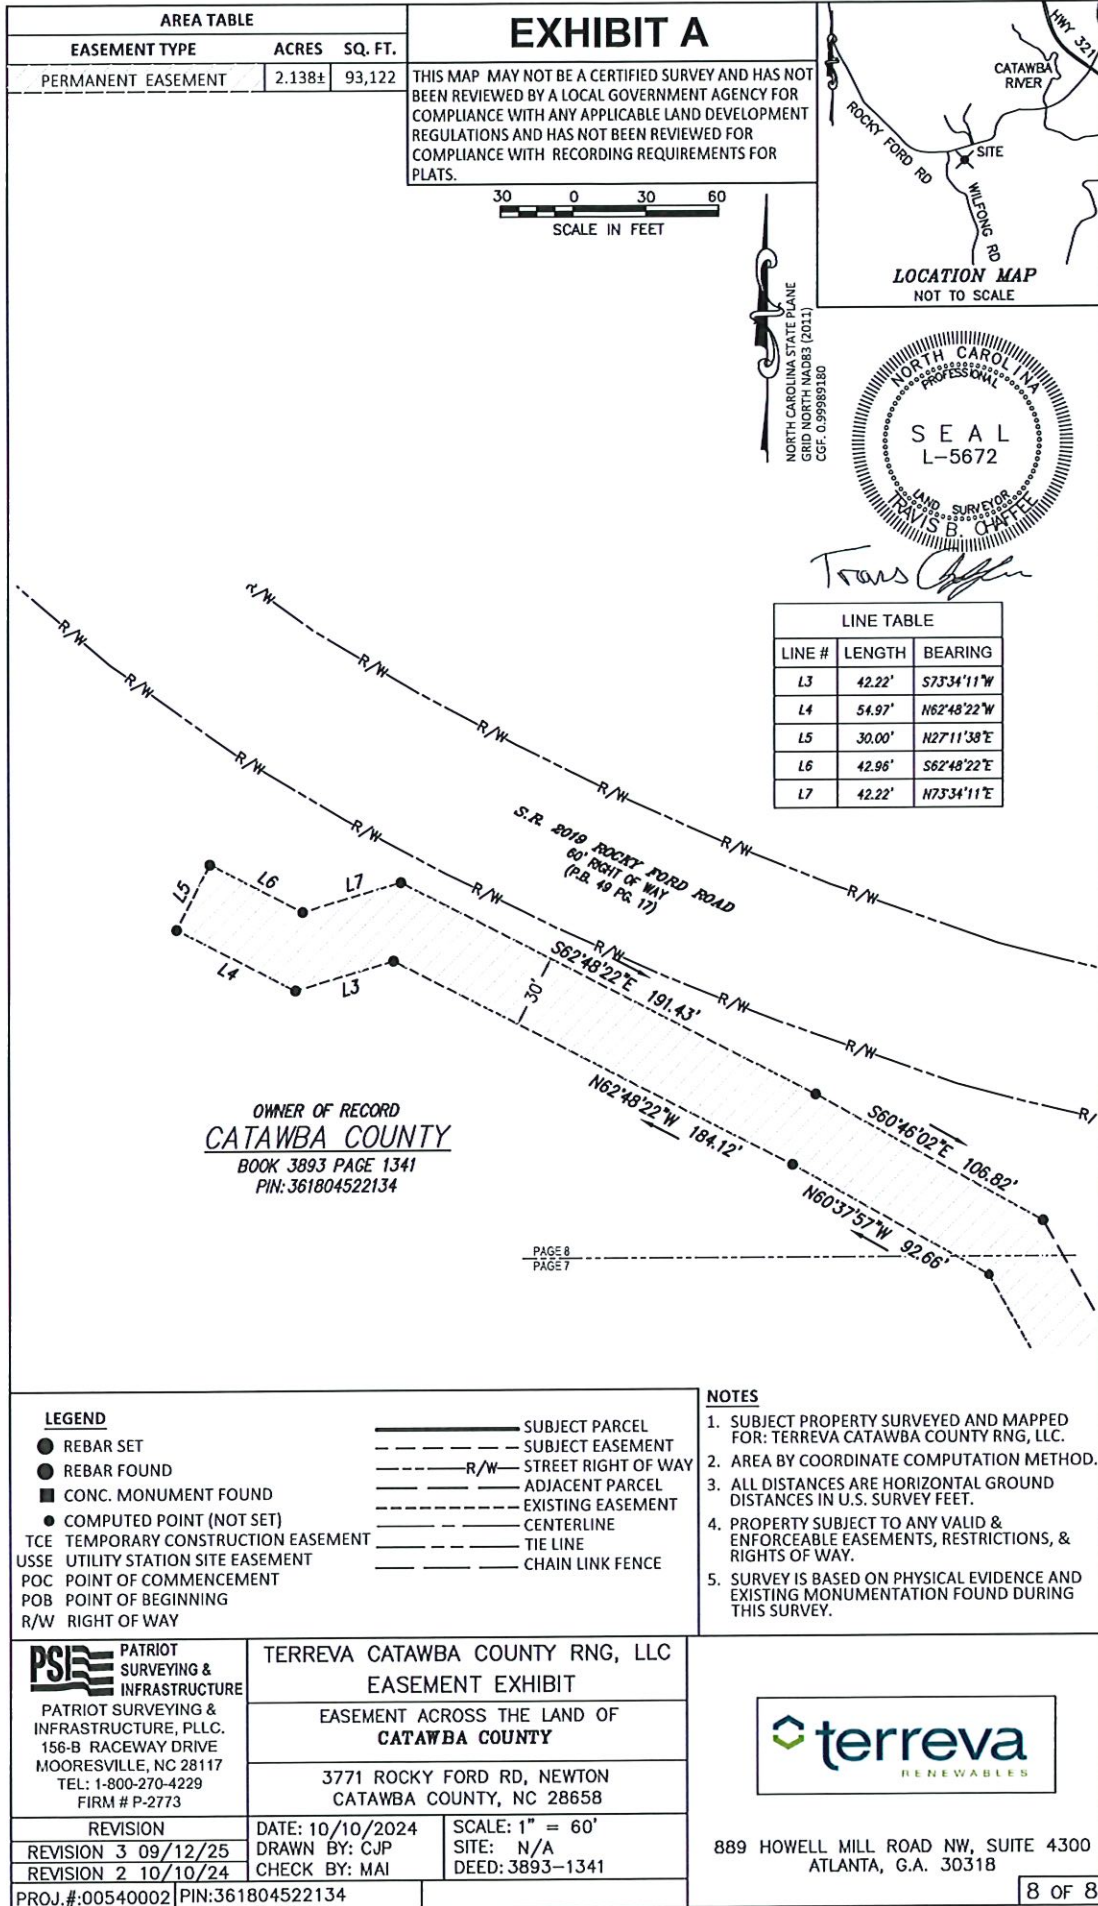 AREA TABLE
EASEMENT TYPE ACRES SQ. FT.
PERMANENT EASEMENT 2.138± 93,122
EXHIBIT A
THIS MAP MAY NOT BE A CERTIFIED SURVEY AND HAS NOT
BEEN REVIEWED BY A LOCAL GOVERNMENT AGENCY FOR
COMPLIANCE WITH ANY APPLICABLE LAND DEVELOPMENT
REGULATIONS AND HAS NOT BEEN REVIEWED FOR
COMPLIANCE WITH RECORDING REQUIREMENTS FOR
PLATS.
HWY 321
CATAWBA
RIVER
ROCKY FORD RD
SITE
WILFONG RD
LOCATION MAP
NOT TO SCALE
30 0 30 60
SCALE IN FEET
NORTH CAROLINA STATE PLANE
GRID NORTH NAD83 (2011)
CGF. 0.99989180
NORTH CAROLINA
PROFESSIONAL
SEAL
L-5672
LAND SURVEYOR
TRAVIS B. CHAFFEE
LINE TABLE
LINE # LENGTH BEARING
L3 42.22' S73°34'11"W
L4 54.97' N62°48'22"W
L5 30.00' N27°11'38"E
L6 42.96' S62°48'22"E
L7 42.22' N73°34'11"E
R/W
R/W
R/W
R/W
R/W
R/W
R/W
R/W
R/W
R/W
R/W
R/W
R/W
R/W
R/
S.R. 2019 ROCKY FORD ROAD
60' RIGHT OF WAY
(P.B. 49 PG. 17)
L5
L6
L7
L4
L3
S62°48'22"E 191.43'
30'
N62°48'22"W 184.12'
S60°46'02"E 106.82'
N60°37'57"W 92.66'
OWNER OF RECORD
CATAWBA COUNTY
BOOK 3893 PAGE 1341
PIN:361804522134
PAGE 8
PAGE 7
LEGEND
REBAR SET
REBAR FOUND
CONC. MONUMENT FOUND
COMPUTED POINT (NOT SET)
TCE TEMPORARY CONSTRUCTION EASEMENT
USSE UTILITY STATION SITE EASEMENT
POC POINT OF COMMENCEMENT
POB POINT OF BEGINNING
R/W RIGHT OF WAY
SUBJECT PARCEL
SUBJECT EASEMENT
R/W STREET RIGHT OF WAY
ADJACENT PARCEL
EXISTING EASEMENT
CENTERLINE
TIE LINE
CHAIN LINK FENCE
NOTES
1. SUBJECT PROPERTY SURVEYED AND MAPPED
FOR: TERREVA CATAWBA COUNTY RNG, LLC.
2. AREA BY COORDINATE COMPUTATION METHOD.
3. ALL DISTANCES ARE HORIZONTAL GROUND
DISTANCES IN U.S. SURVEY FEET.
4. PROPERTY SUBJECT TO ANY VALID &
ENFORCEABLE EASEMENTS, RESTRICTIONS, &
RIGHTS OF WAY.
5. SURVEY IS BASED ON PHYSICAL EVIDENCE AND
EXISTING MONUMENTATION FOUND DURING
THIS SURVEY.
PSI PATRIOT
SURVEYING &
INFRASTRUCTURE
PATRIOT SURVEYING &
INFRASTRUCTURE, PLLC.
156-B RACEWAY DRIVE
MOORESVILLE, NC 28117
TEL: 1-800-270-4229
FIRM # P-2773
REVISION
REVISION 3 09/12/25
REVISION 2 10/10/24
PROJ.#:00540002 PIN:361804522134
TERREVA CATAWBA COUNTY RNG, LLC
EASEMENT EXHIBIT
EASEMENT ACROSS THE LAND OF
CATAWBA COUNTY
3771 ROCKY FORD RD, NEWTON
CATAWBA COUNTY, NC 28658
DATE: 10/10/2024
DRAWN BY: CJP
CHECK BY: MAI
SCALE: 1" = 60'
SITE: N/A
DEED: 3893-1341
terreva
RENEWABLES
889 HOWELL MILL ROAD NW, SUITE 4300
ATLANTA, G.A. 30318
8 OF 8